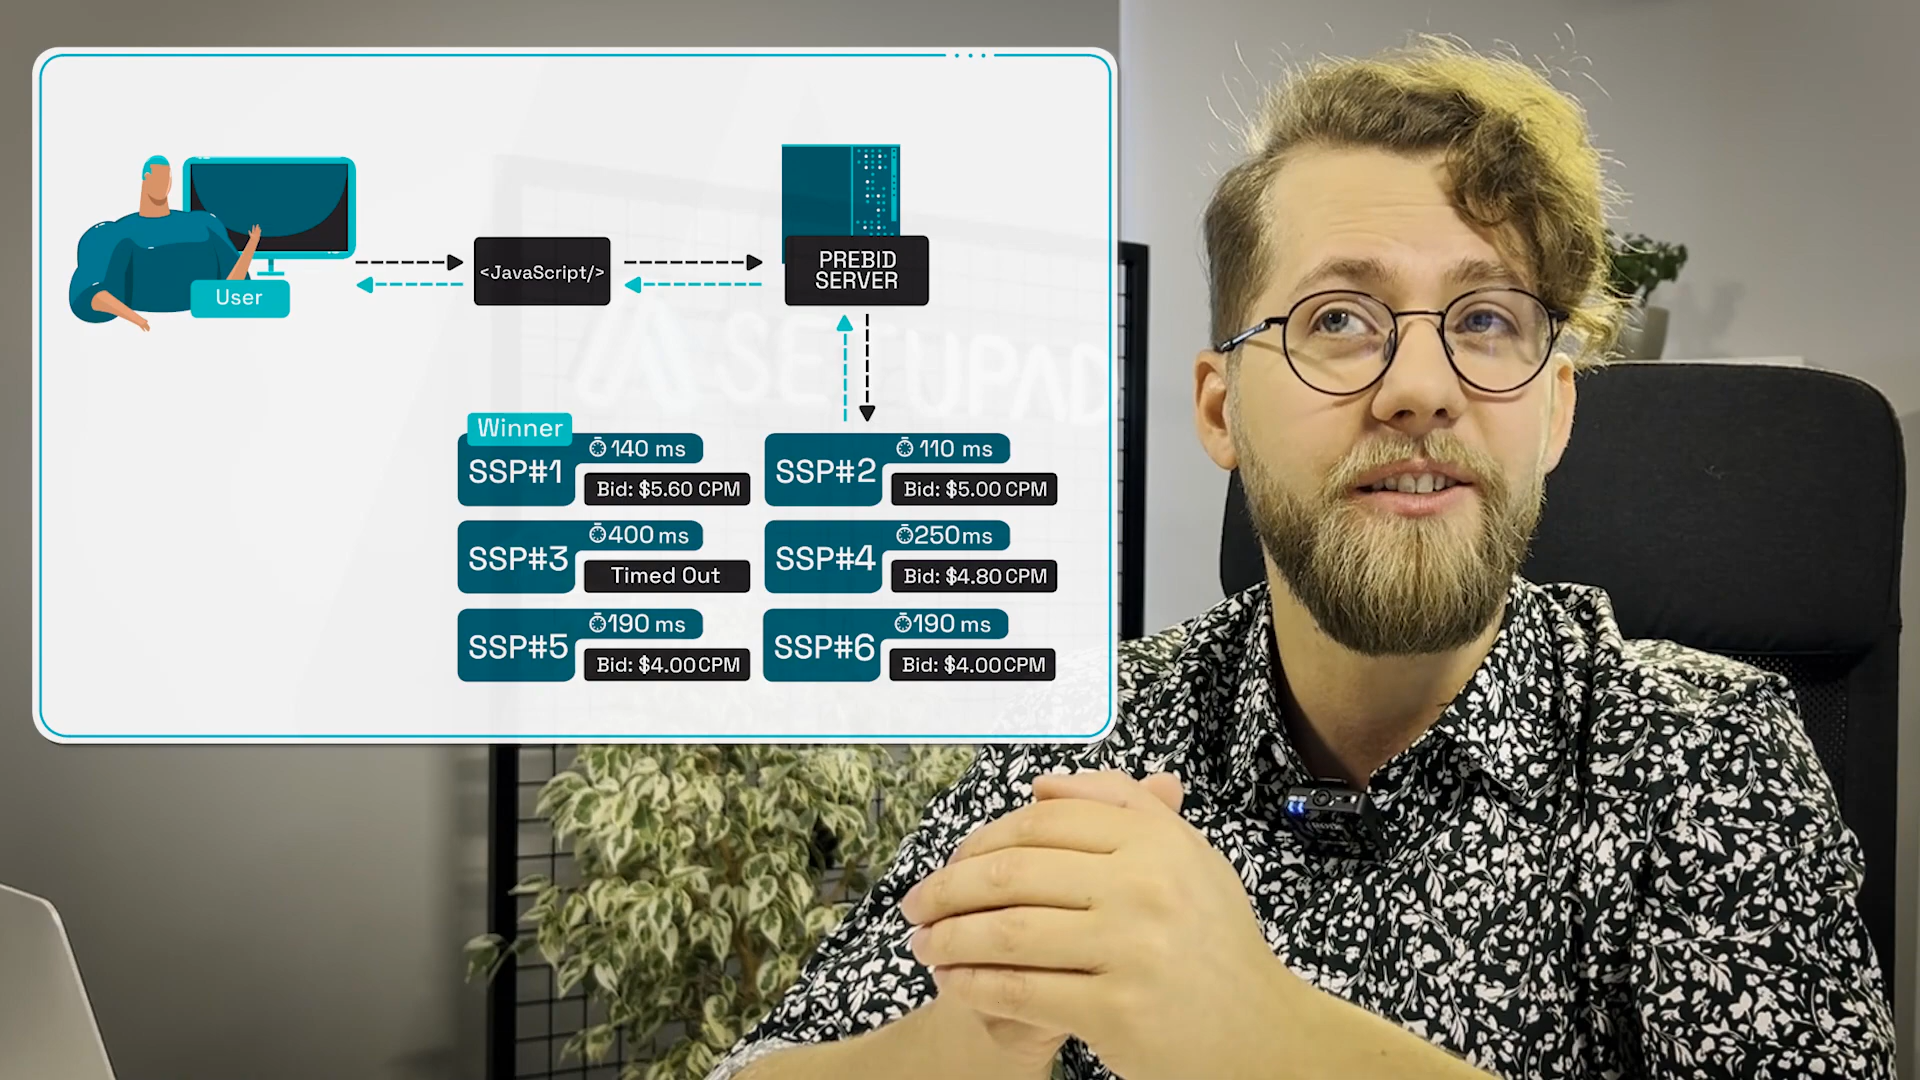 User
<JavaScript/>
PREBID
SERVER
SETUPAD
Winner
SSP#1
140 ms
Bid: $5.60 CPM
SSP#2
110 ms
Bid: $5.00 CPM
SSP#3
400 ms
Timed Out
SSP#4
250ms
Bid: $4.80 CPM
SSP#5
190 ms
Bid: $4.00CPM
SSP#6
190 ms
Bid: $4.00CPM